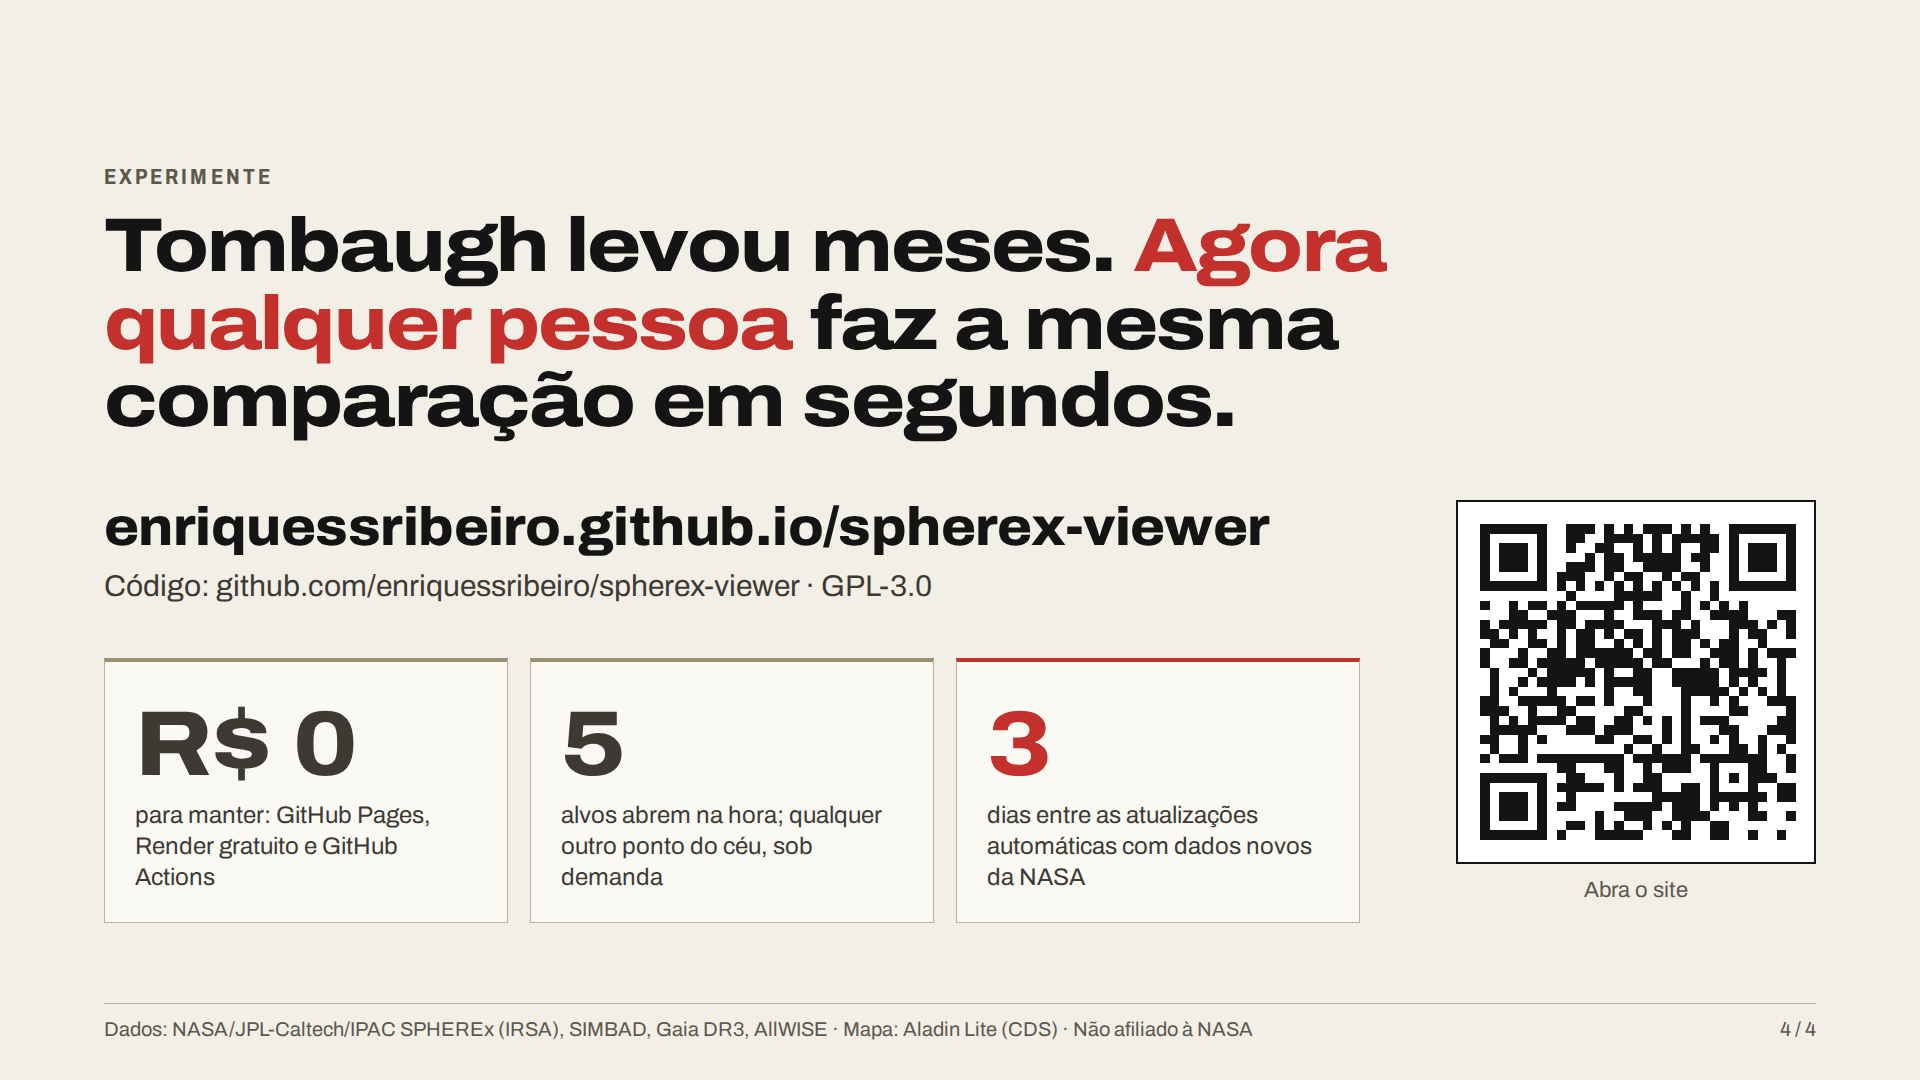 EXPERIMENTE
Tombaugh levou meses. Agora
qualquer pessoa faz a mesma
comparação em segundos.
enriquessribeiro.github.io/spherex-viewer
Código: github.com/enriquessribeiro/spherex-viewer · GPL-3.0
R$ 0
para manter: GitHub Pages,
Render gratuito e GitHub
Actions
5
alvos abrem na hora; qualquer
outro ponto do céu, sob
demanda
3
dias entre as atualizações
automáticas com dados novos
da NASA
Abra o site
Dados: NASA/JPL-Caltech/IPAC SPHEREx (IRSA), SIMBAD, Gaia DR3, AllWISE · Mapa: Aladin Lite (CDS) · Não afiliado à NASA
4 / 4